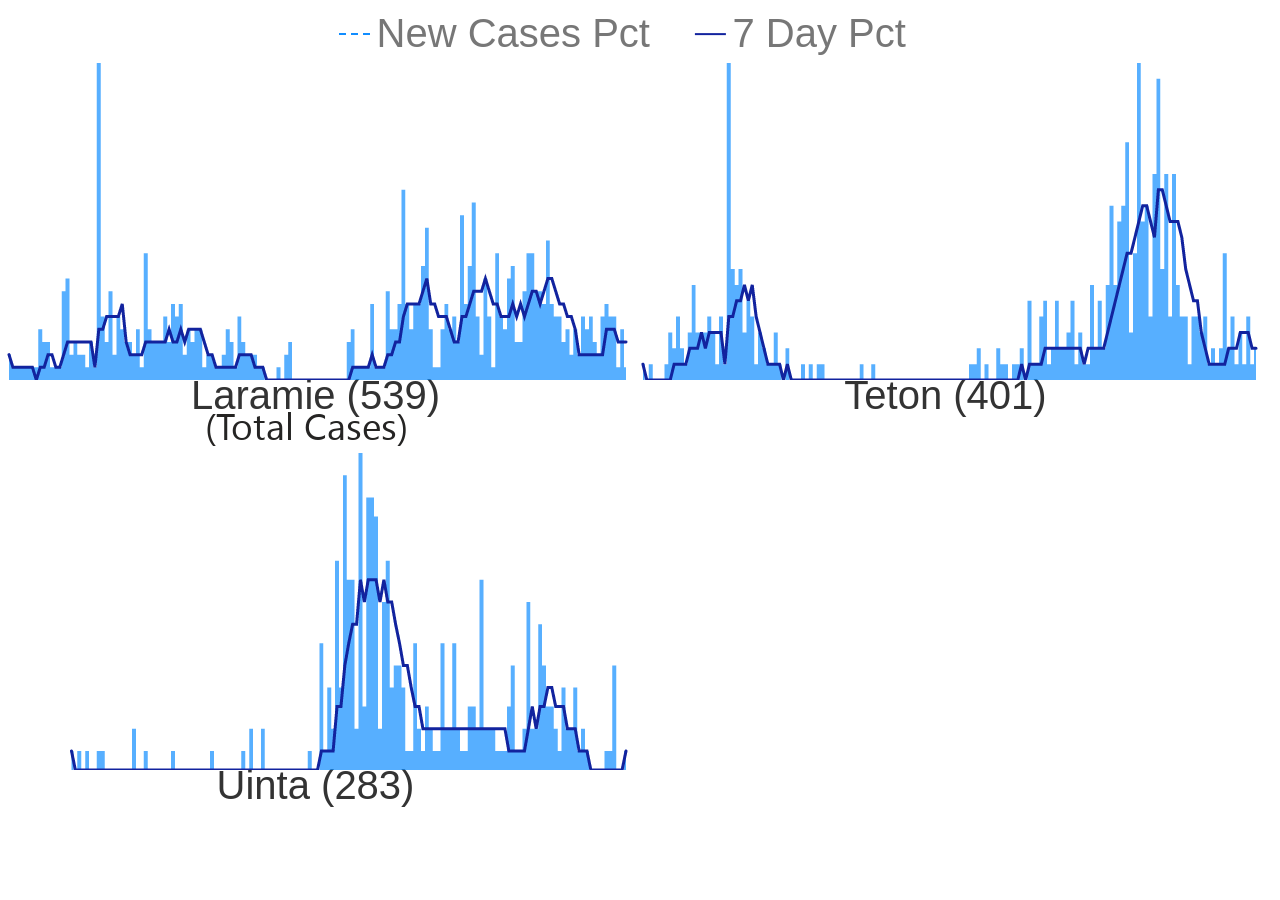 New Cases Pct 7 Day Pct
Laramie (539) Teton (401)
(Total Cases)
Uinta (283)